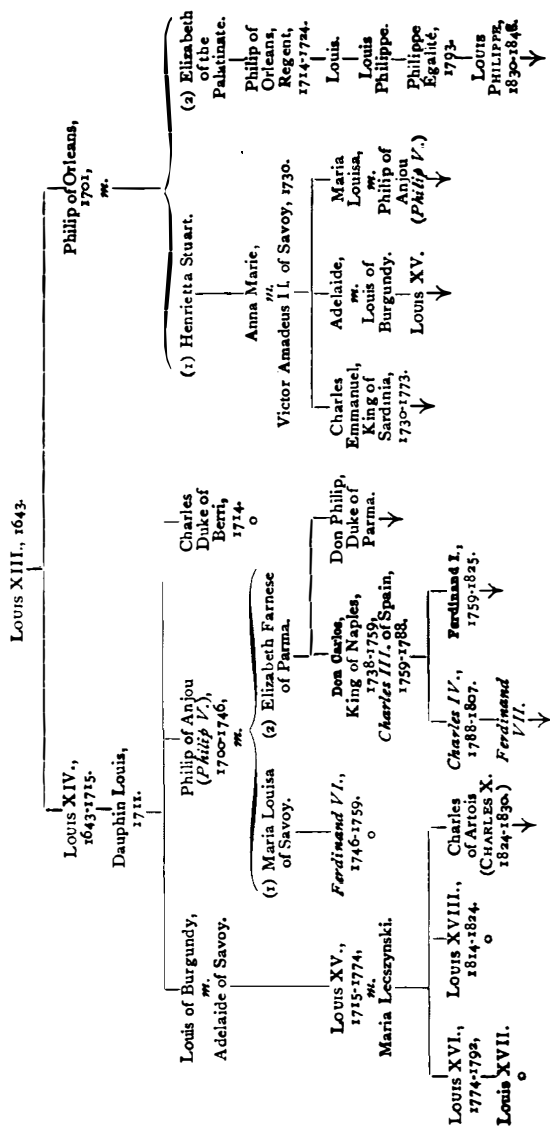 LOUIS XIII., 1643.
LOUIS XIV.,
1643-1715.
Dauphin Louis,
1711.
Louis of Burgundy,
m.
Adelaide of Savoy.
LOUIS XV.,
1715-1774,
m.
Maria Lecszynski.
LOUIS XVI.,
1774-1792,
Louis XVII.
o
LOUIS XVIII.,
1814-1824.
o
Charles
of Artois
(CHARLES X.
1824-1830.)
Philip of Anjou
(Philip V.),
1700-1746,
m.
(1) Maria Louisa
of Savoy.
Ferdinand VI.,
1746-1759.
o
(2) Elizabeth Farnese
of Parma.
Don Carlos,
King of Naples,
1738-1759,
Charles III. of Spain,
1759-1788.
Charles IV.,
1788-1807.
Ferdinand
VII.
Ferdinand I.,
1759-1825.
Don Philip,
Duke of
Parma.
Charles
Duke of
Berri,
1714.
o
Philip of Orleans,
1701,
m.
(1) Henrietta Stuart.
Anna Marie,
m.
Victor Amadeus II. of Savoy, 1730.
Charles
Emmanuel,
King of
Sardinia,
1730-1773.
Adelaide,
m.
Louis of
Burgundy.
LOUIS XV.
Maria
Louisa,
m.
Philip of
Anjou
(Philip V.)
(2) Elizabeth
of the
Palatinate.
Philip of
Orleans,
Regent,
1714-1724.
Louis.
Louis
Philippe.
Philippe
Egalité,
1793.
LOUIS
PHILIPPE,
1830-1848.